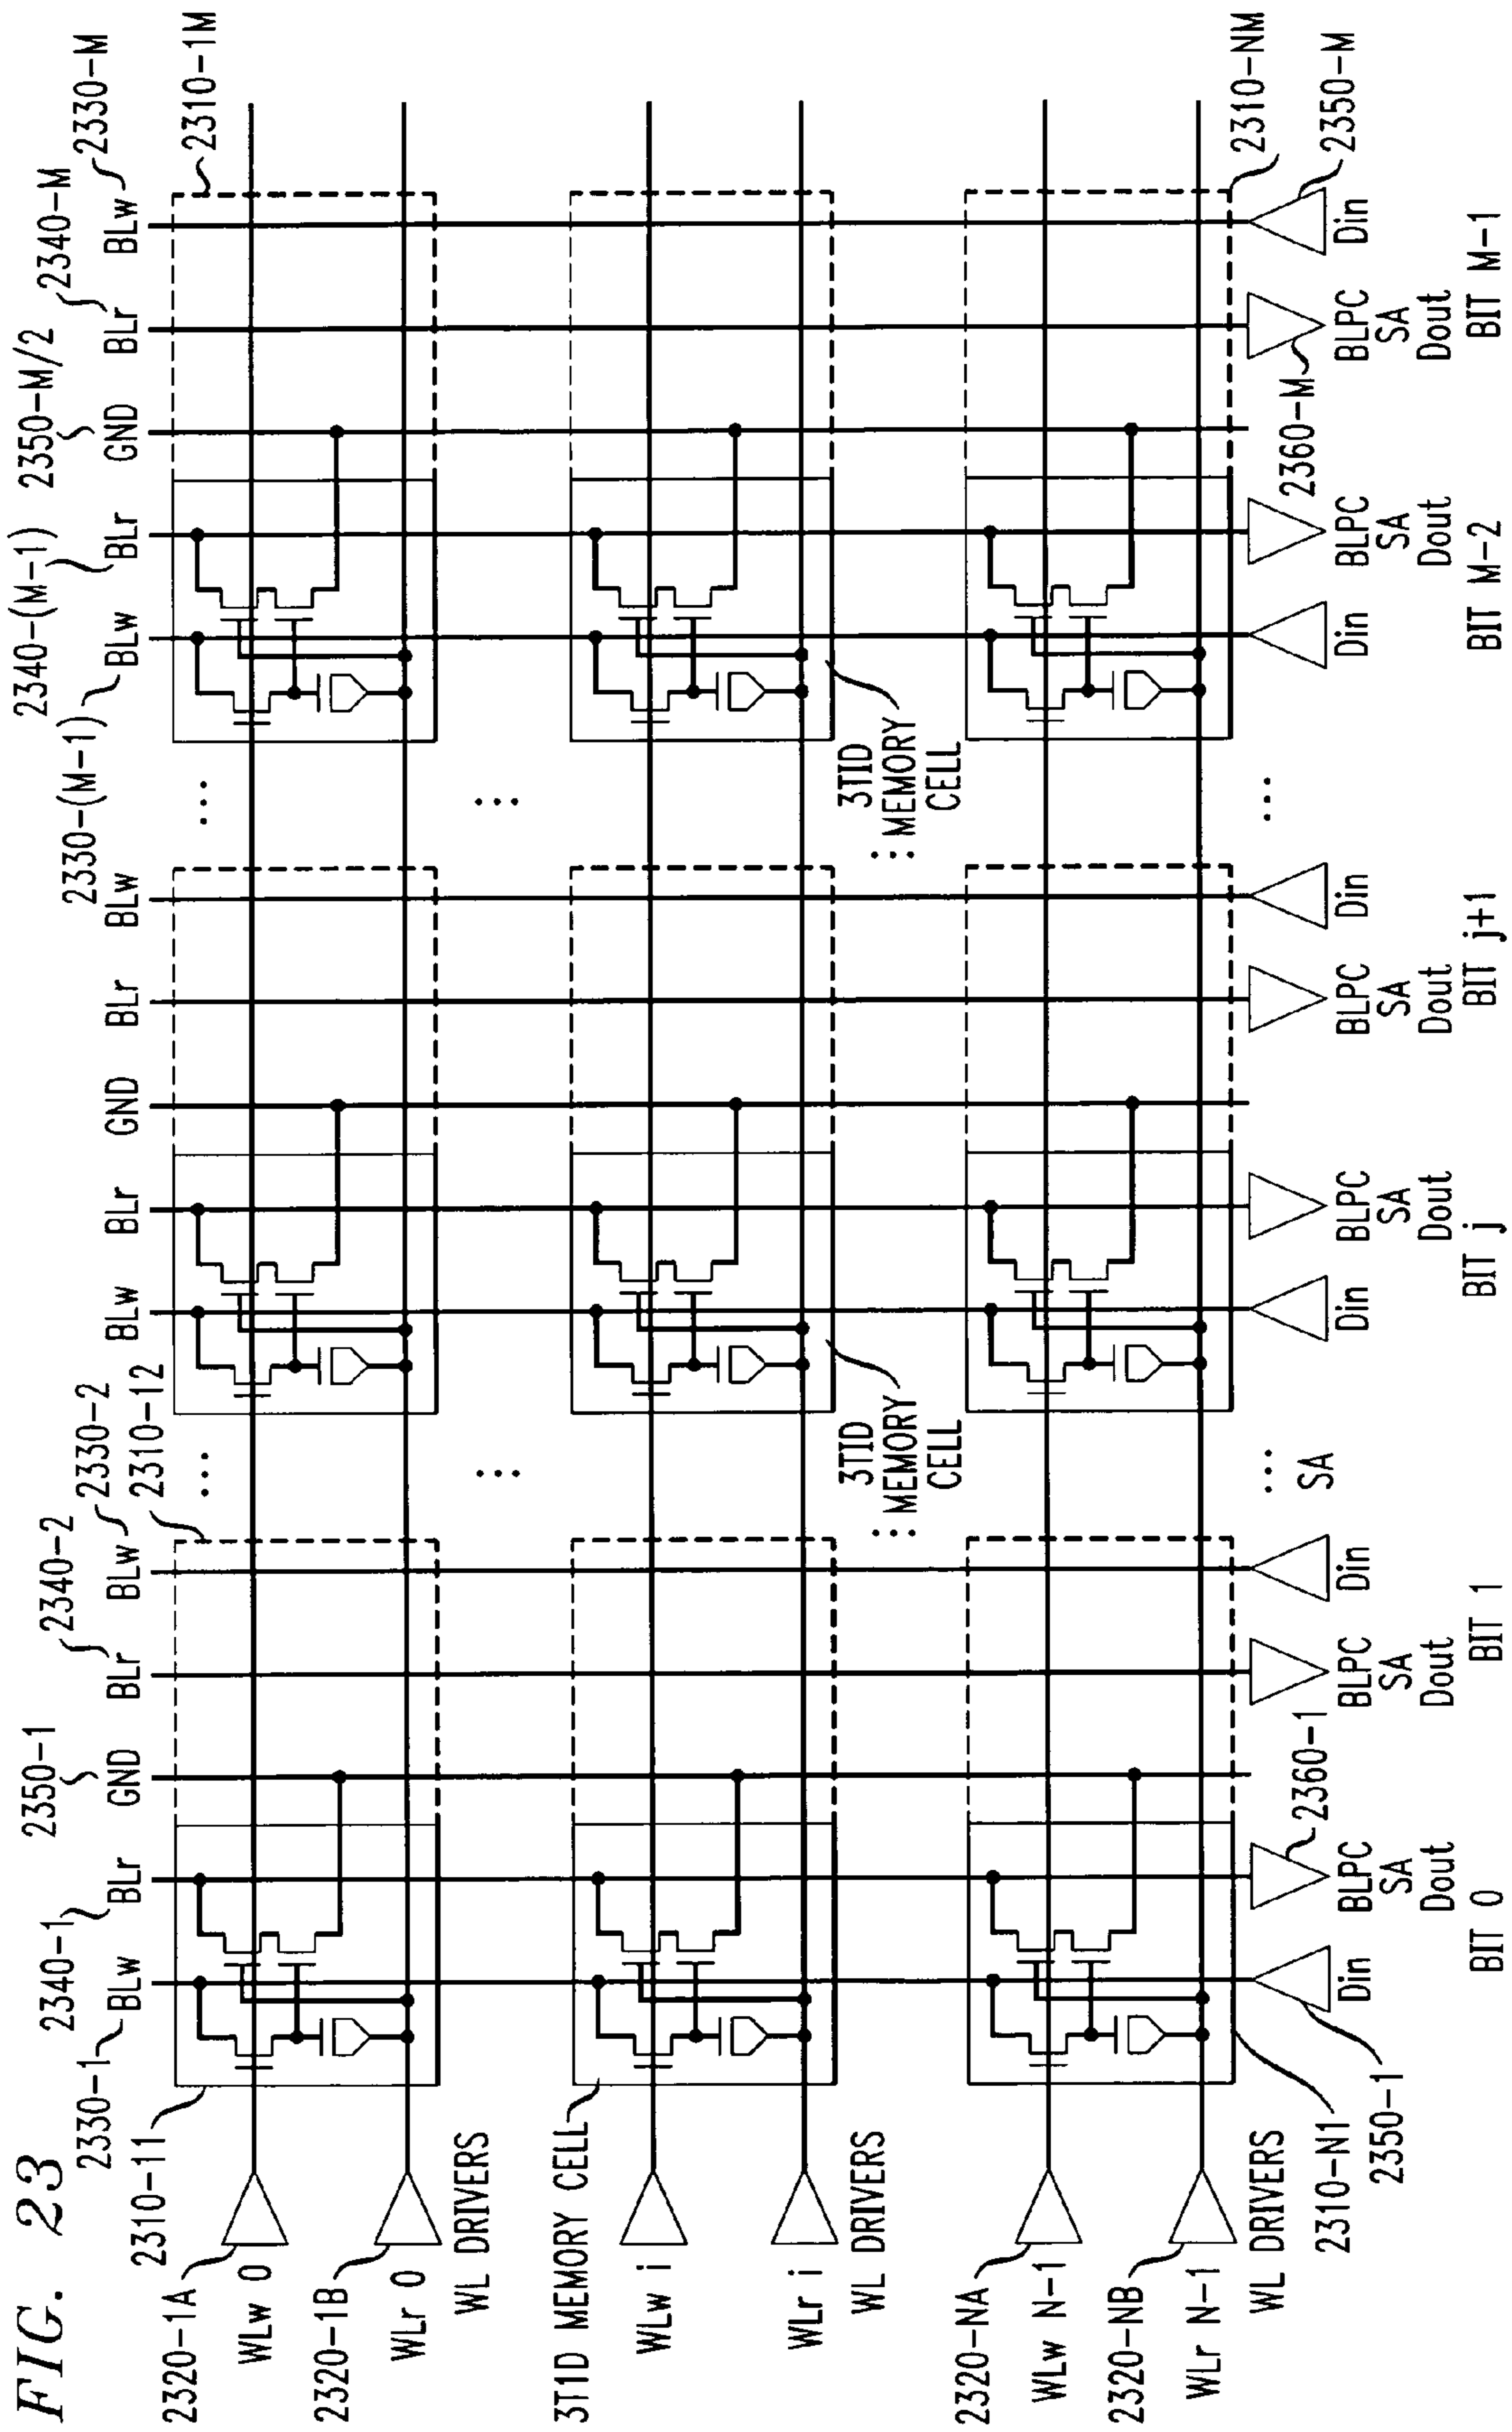 FIG. 23
2330-1
2340-1
2350-1
2340-2
2330-2
2310-12
2330-(M-1)
2340-(M-1)
2350-M/2
2340-M
2330-M
2310-1M
BLw
BLr
GND
BLr
BLw
...
BLw
BLr
GND
BLr
BLw
...
BLw
BLr
GND
BLr
BLw
2310-11
2320-1A
WLw 0
2320-1B
WLr 0
WL DRIVERS
...
...
3T1D MEMORY CELL
WLw i
WLr i
WL DRIVERS
3TID
⋮ MEMORY
CELL
3TID
⋮ MEMORY
CELL
2320-NA
WLw N-1
2320-NB
WLr N-1
WL DRIVERS
2310-N1
2350-1
2360-1
2360-M
2310-NM
2350-M
Din
BLPC
SA
Dout
BIT 0
BLPC
SA
Dout
Din
BIT 1
...
SA
Din
BLPC
SA
Dout
BIT j
BLPC
SA
Dout
Din
BIT j+1
...
Din
BLPC
SA
Dout
BIT M-2
BLPC
SA
Dout
Din
BIT M-1